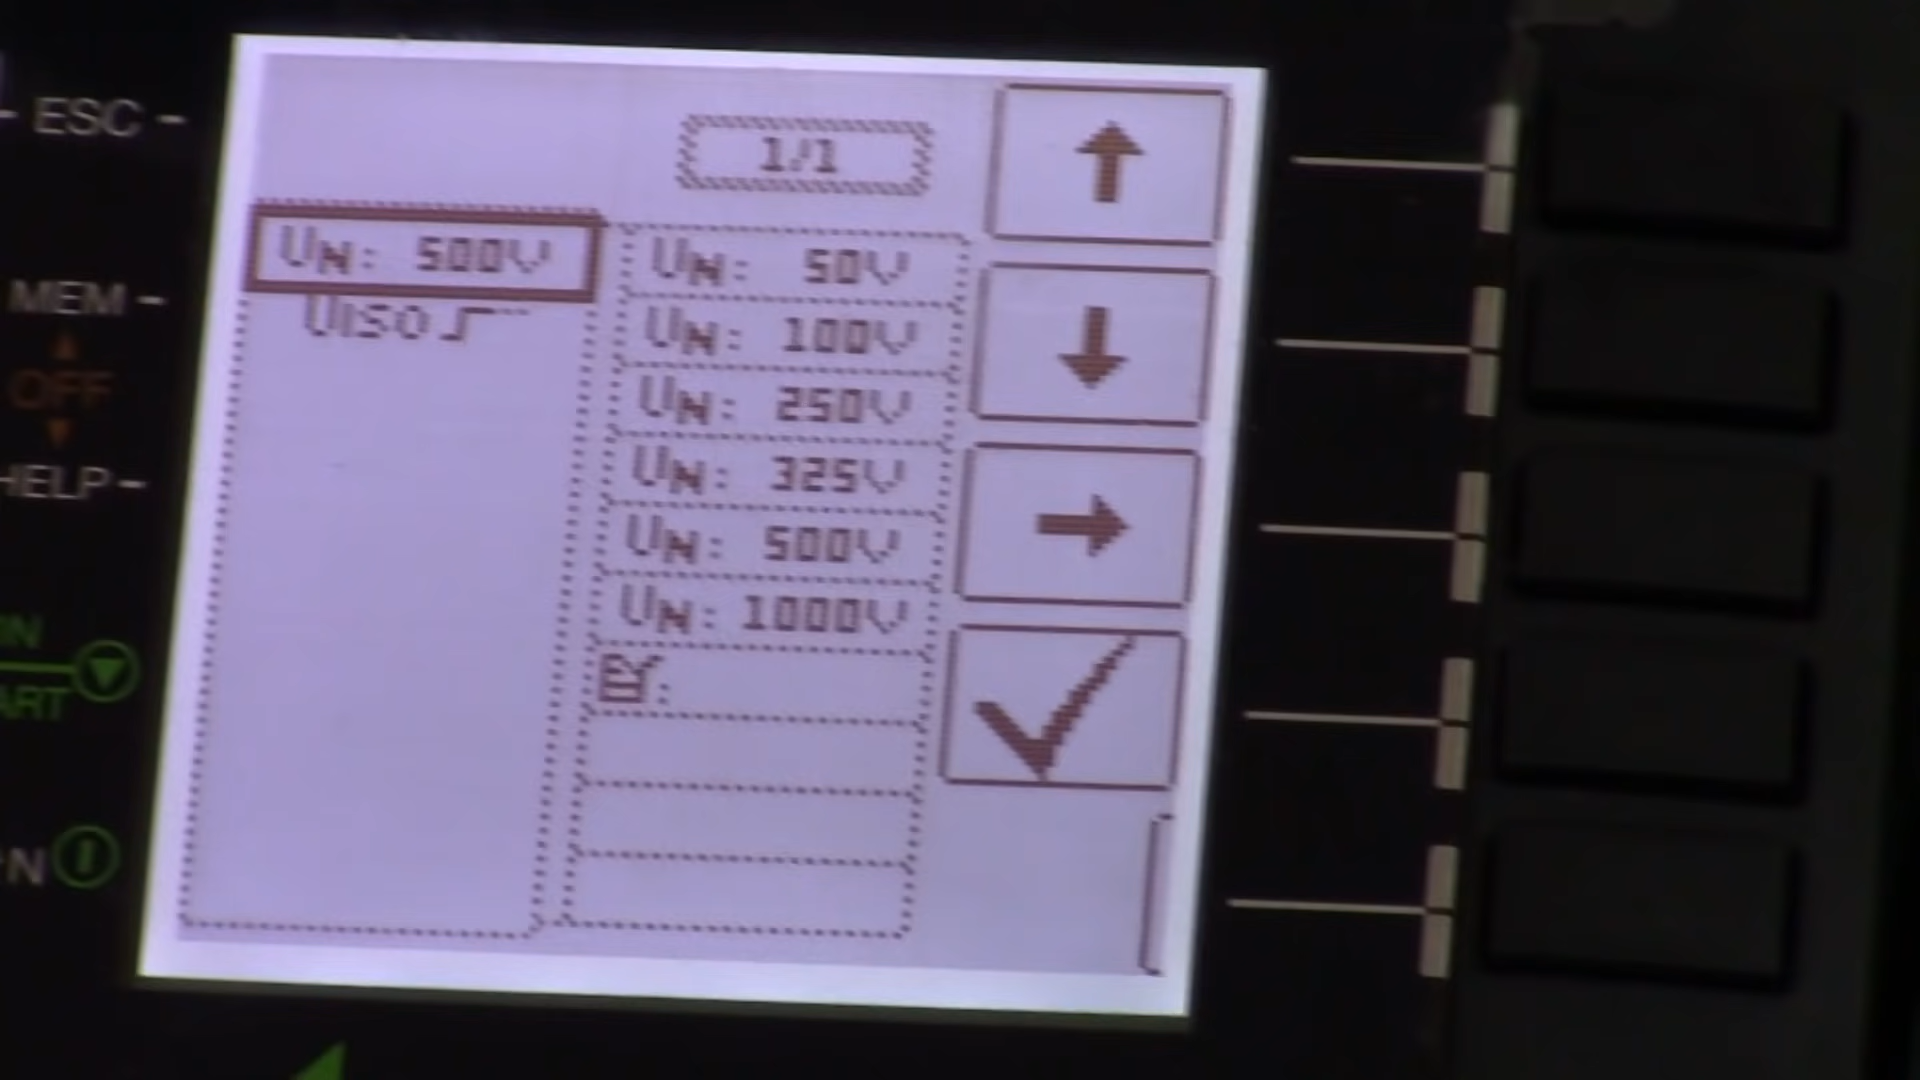 ESC
MEM
OFF
HELP
N
1/1
UN: 500V
UISO
UN: 50V
UN: 100V
UN: 250V
UN: 325V
UN: 500V
UN: 1000V